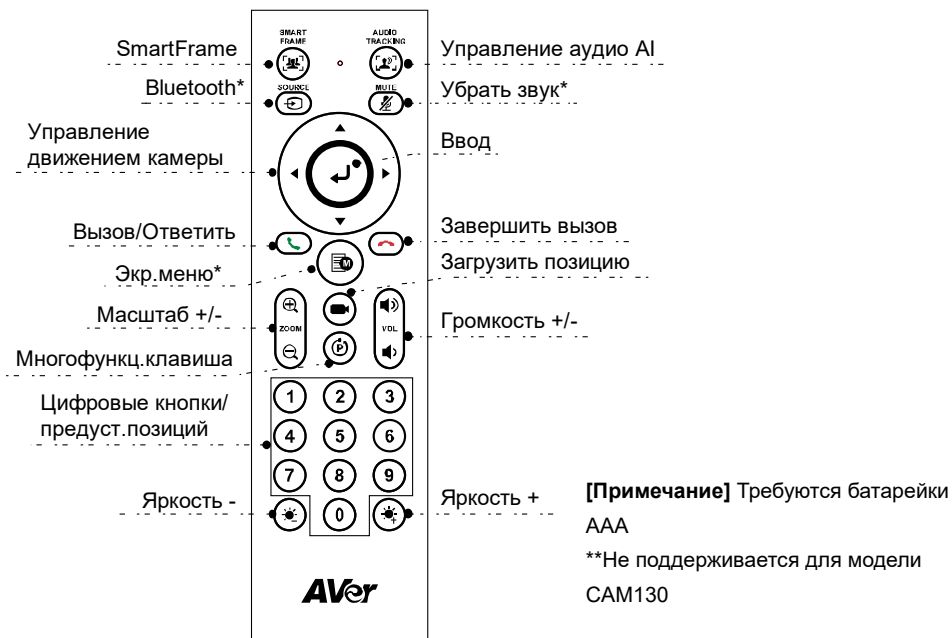 SMART
FRAME
AUDIO
TRACKING
SmartFrame
Управление аудио AI
SOURCE
MUTE
Bluetooth*
Убрать звук*
Управление
движением камеры
Ввод
Вызов/Ответить
Завершить вызов
M
Экр.меню*
Загрузить позицию
Масштаб +/-
ZOOM
VOL
Громкость +/-
Многофункц.клавиша
P
1 2 3
Цифровые кнопки/
предуст.позиций
4 5 6
7 8 9
Яркость -
0
Яркость +
[Примечание] Требуются батарейки
AAA
**Не поддерживается для модели
CAM130
AVer